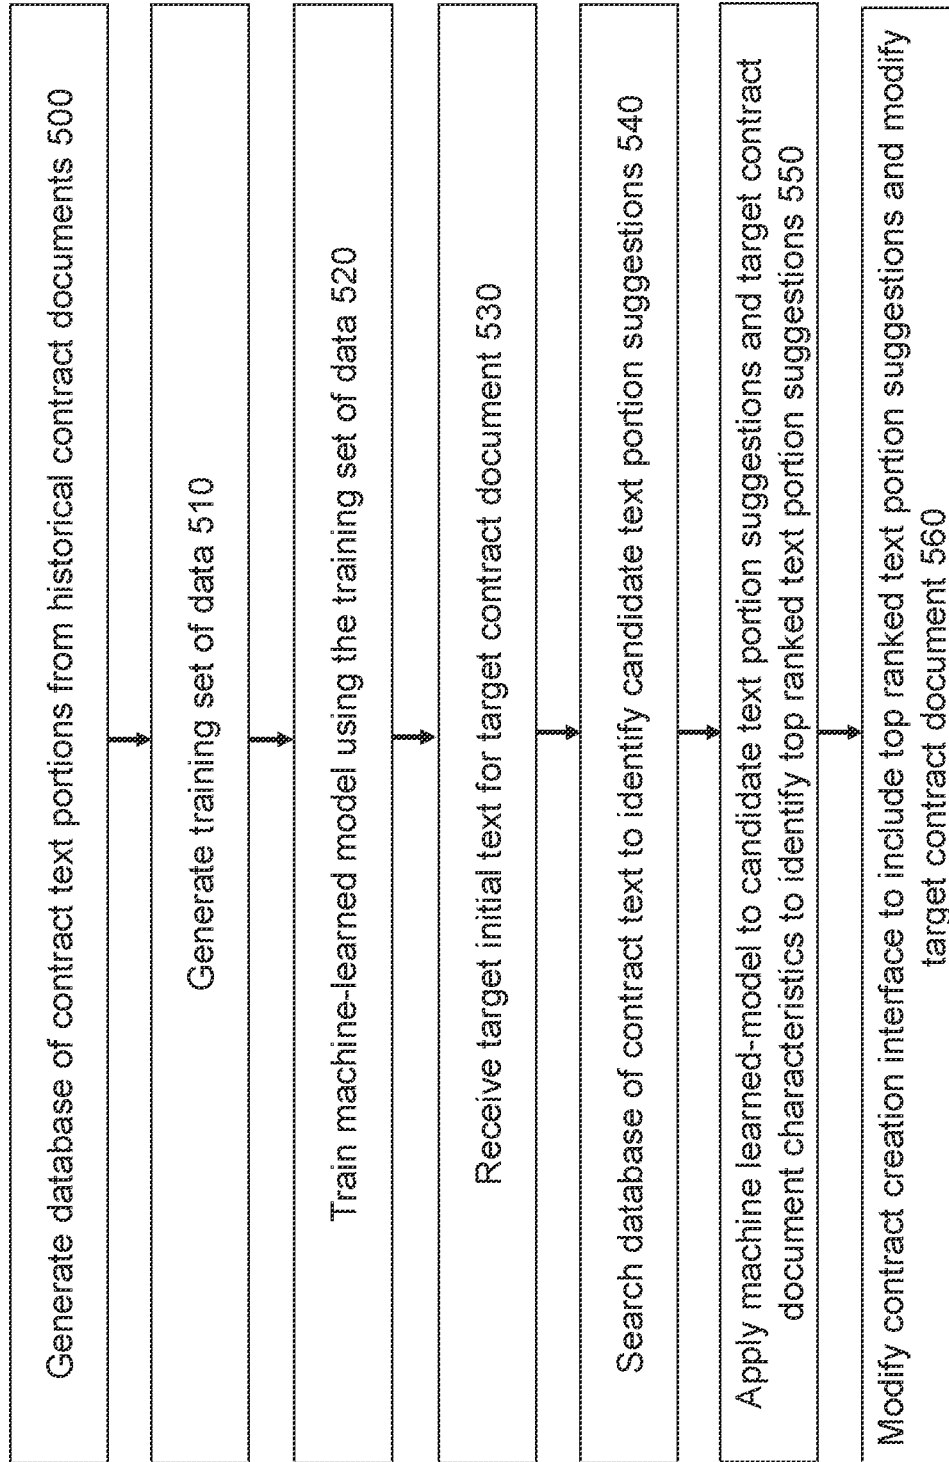 Generate database of contract text portions from historical contract documents 500
Generate training set of data 510
Train machine-learned model using the training set of data 520
Receive target initial text for target contract document 530
Search database of contract text to identify candidate text portion suggestions 540
Apply machine learned-model to candidate text portion suggestions and target contract
document characteristics to identify top ranked text portion suggestions 550
Modify contract creation interface to include top ranked text portion suggestions and modify
target contract document 560